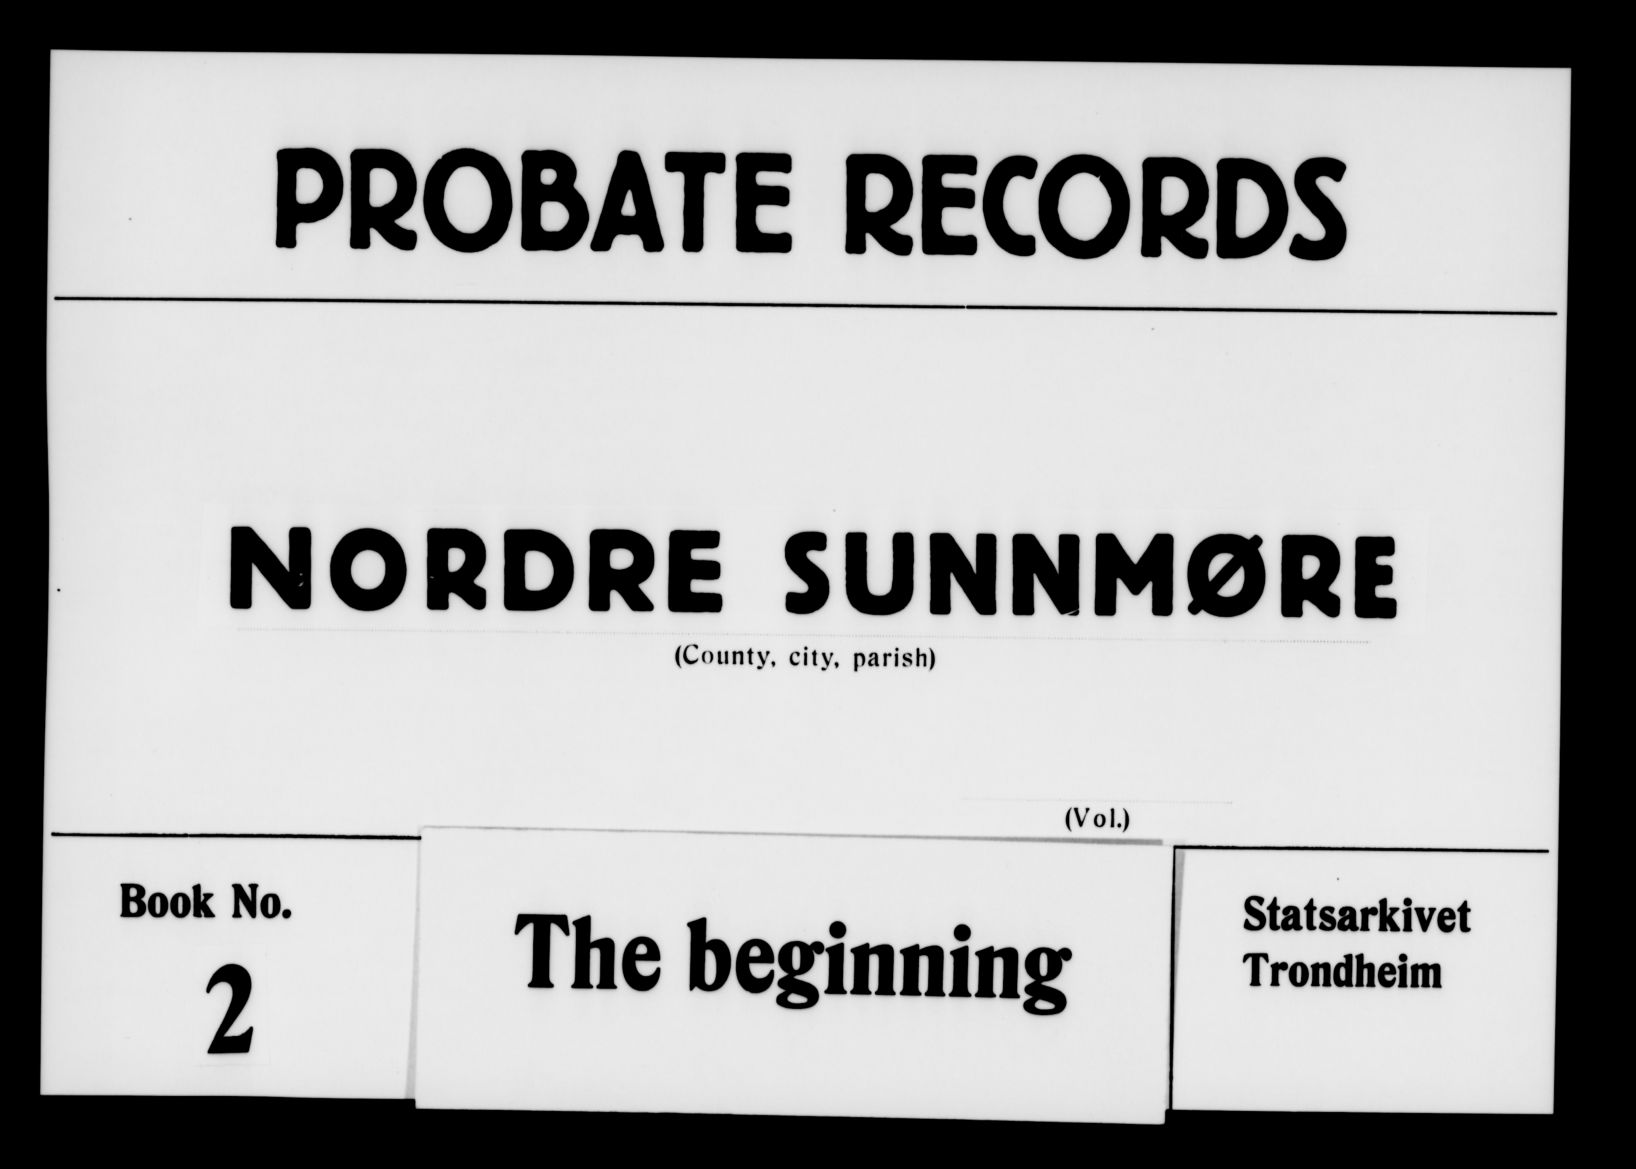 PROBATE RECORDS
NORDRE SUNNMØRE
(County, city, parish)
(Vol.)
Book No.
2
The beginning
Statsarkivet
Trondheim